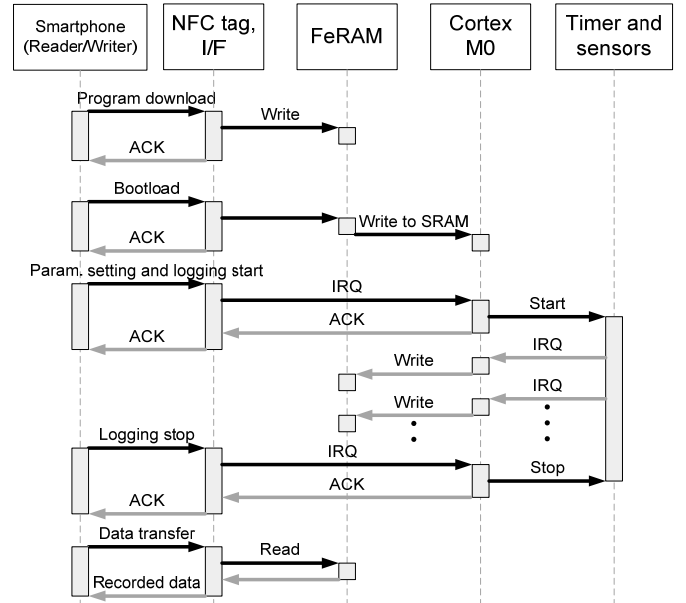 Smartphone
(Reader/Writer)
NFC tag,
I/F
FeRAM
Cortex
M0
Timer and
sensors
Program download
Write
ACK
Bootload
Write to SRAM
ACK
Param. setting and logging start
IRQ
Start
ACK
ACK
IRQ
Write
IRQ
Write
Logging stop
IRQ
Stop
ACK
ACK
Data transfer
Read
Recorded data